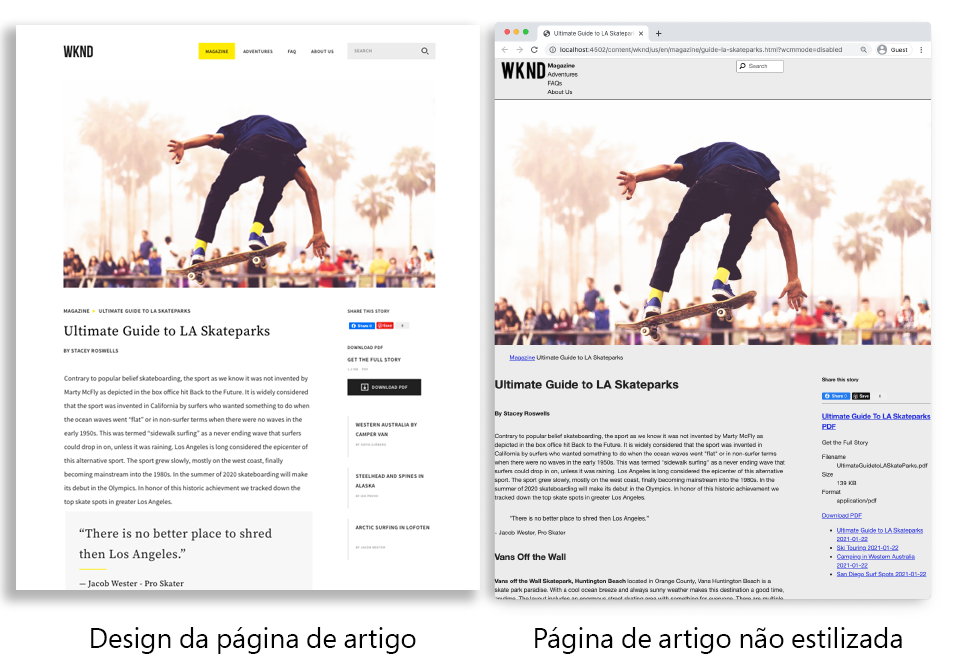 WKND
MAGAZINE
ADVENTURES
FAQ
ABOUT US
SEARCH
MAGAZINE ULTIMATE GUIDE TO LA SKATEPARKS
Ultimate Guide to LA Skateparks
BY STACEY ROSWELLS
Contrary to popular belief skateboarding, the sport as we know it was not invented by
Marty McFly as depicted in the box office hit Back to the Future. It is widely considered
that the sport was invented in California by surfers who wanted something to do when
the ocean waves went "flat" or in non-surfer terms when there were no waves in the
early 1950s. This was termed "sidewalk surfing" as a never ending wave that surfers
could drop in on, unless it was raining. Los Angeles is long considered the epicenter of
this alternative sport. The sport grew slowly, mostly on the west coast, finally
becoming mainstream into the 1980s. In the summer of 2020 skateboarding will make
its debut in the Olympics. In honor of this historic achievment we tracked down the
top skate spots in greater Los Angeles.
“There is no better place to shred
then Los Angeles.”
— Jacob Wester - Pro Skater
SHARE THIS STORY
Share 0
Save
0
DOWNLOAD PDF
GET THE FULL STORY
DOWNLOAD PDF
WESTERN AUSTRALIA BY
CAMPER VAN
STEELHEAD AND SPINES IN
ALASKA
ARCTIC SURFING IN LOFOTEN
Design da página de artigo
Ultimate Guide to LA Skatepar
localhost:4502/content/wknd/us/en/magazine/guide-la-skateparks.html?wcmmode=disabled
Guest
WKND
Magazine
Adventures
FAQs
About Us
Search
Magazine Ultimate Guide to LA Skateparks
Ultimate Guide to LA Skateparks
By Stacey Roswells
Contrary to popular belief skateboarding, the sport as we know it was not invented by Marty McFly as
depicted in the box office hit Back to the Future. It is widely considered that the sport was invented in
California by surfers who wanted something to do when the ocean waves went "flat" or in non-surfer terms
when there were no waves in the early 1950s. This was termed "sidewalk surfing" as a never ending wave that
surfers could drop in on, unless it was raining. Los Angeles is long considered the epicenter of this alternative
sport. The sport grew slowly, mostly on the west coast, finally becoming mainstream into the 1980s. In the
summer of 2020 skateboarding will make its debut in the Olympics. In honor of this historic achievement we
tracked down the top skate spots in greater Los Angeles.
"There is no better place to shred then Los Angeles."
- Jacob Wester, Pro Skater
Vans Off the Wall
Vans off the Wall Skatepark, Huntington Beach located in Orange County, Vans Huntington Beach is a
skate park paradise. With a cool ocean breeze and already sunny weather makes this destination a good time,
Share this story
Share 0
Save
0
Ultimate Guide To LA Skateparks
PDF
Get the Full Story
Filename
UltimateGuidetoLASkateParks.pdf
Size
139 KB
Format
application/pdf
Download PDF
Ultimate Guide to LA Skateparks
2021-01-22
Ski Touring 2021-01-22
Camping in Western Australia
2021-01-22
San Diego Surf Spots 2021-01-22
Página de artigo não estilizada